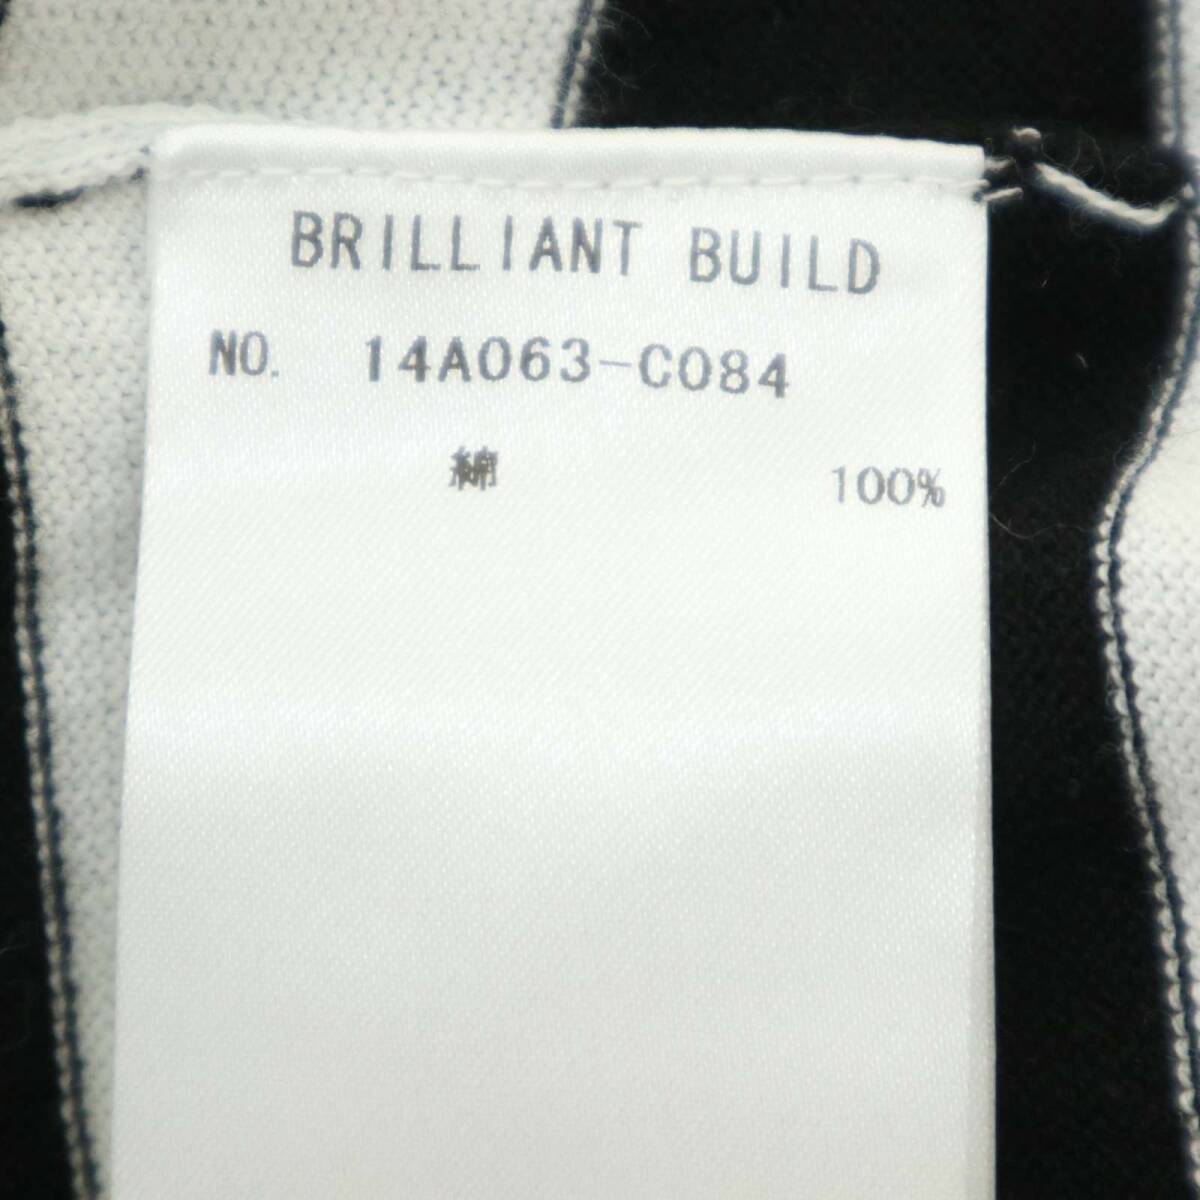 BRILLIANT BUILD
NO. 14A063-C084
綿 100%